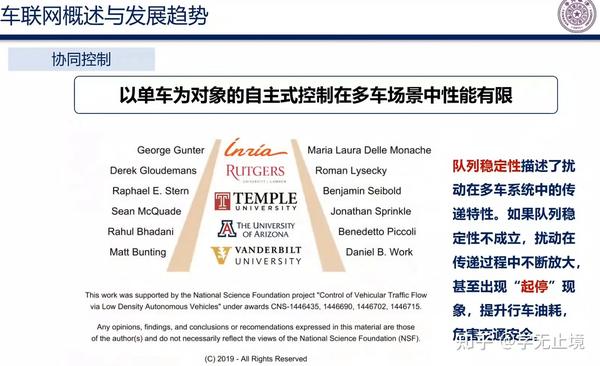 车联网概述与发展趋势
协同控制
以单车为对象的自主式控制在多车场景中性能有限
George Gunter
Derek Gloudemans
Raphael E. Stern
Sean McQuade
Rahul Bhadani
Matt Bunting
Inria
RUTGERS
UNIVERSITY | CAMDEN
TEMPLE
UNIVERSITY
THE UNIVERSITY
OF ARIZONA
VANDERBILT
UNIVERSITY
Maria Laura Delle Monache
Roman Lysecky
Benjamin Seibold
Jonathan Sprinkle
Benedetto Piccoli
Daniel B. Work
This work was supported by the National Science Foundation project "Control of Vehicular Traffic Flow
via Low Density Autonomous Vehicles" under awards CNS-1446435, 1446690, 1446702, 1446715.
Any opinions, findings, and conclusions or recomendations expressed in this material are those
of the author(s) and do not necessarily reflect the views of the National Science Foundation (NSF).
(C) 2019 - All Rights Reserved
队列稳定性描述了扰
动在多车系统中的传
递特性。如果队列稳
定性不成立，扰动在
传递过程中不断放大，
甚至出现“起停”现
象，提升行车油耗，
危害交通安全。
知乎 @学无止境